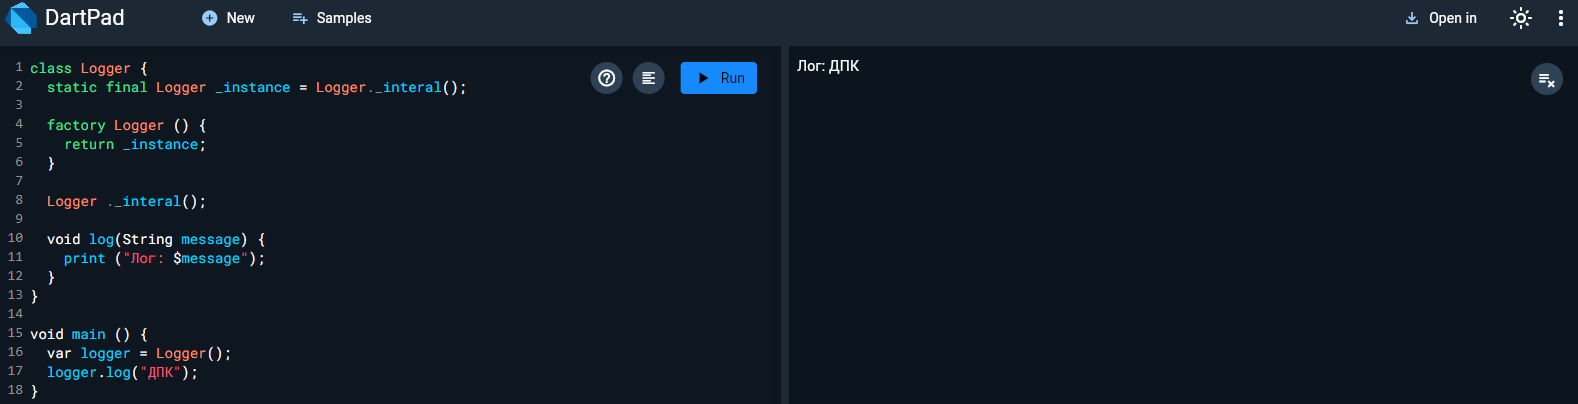 DartPad
New
Samples
Open in
1 class Logger {
2   static final Logger _instance = Logger._interal();
3
4   factory Logger () {
5     return _instance;
6   }
7
8   Logger ._interal();
9
10   void log(String message) {
11     print ("Лог: $message");
12   }
13 }
14
15 void main () {
16   var logger = Logger();
17   logger.log("ДПК");
18 }
Run
Лог: ДПК